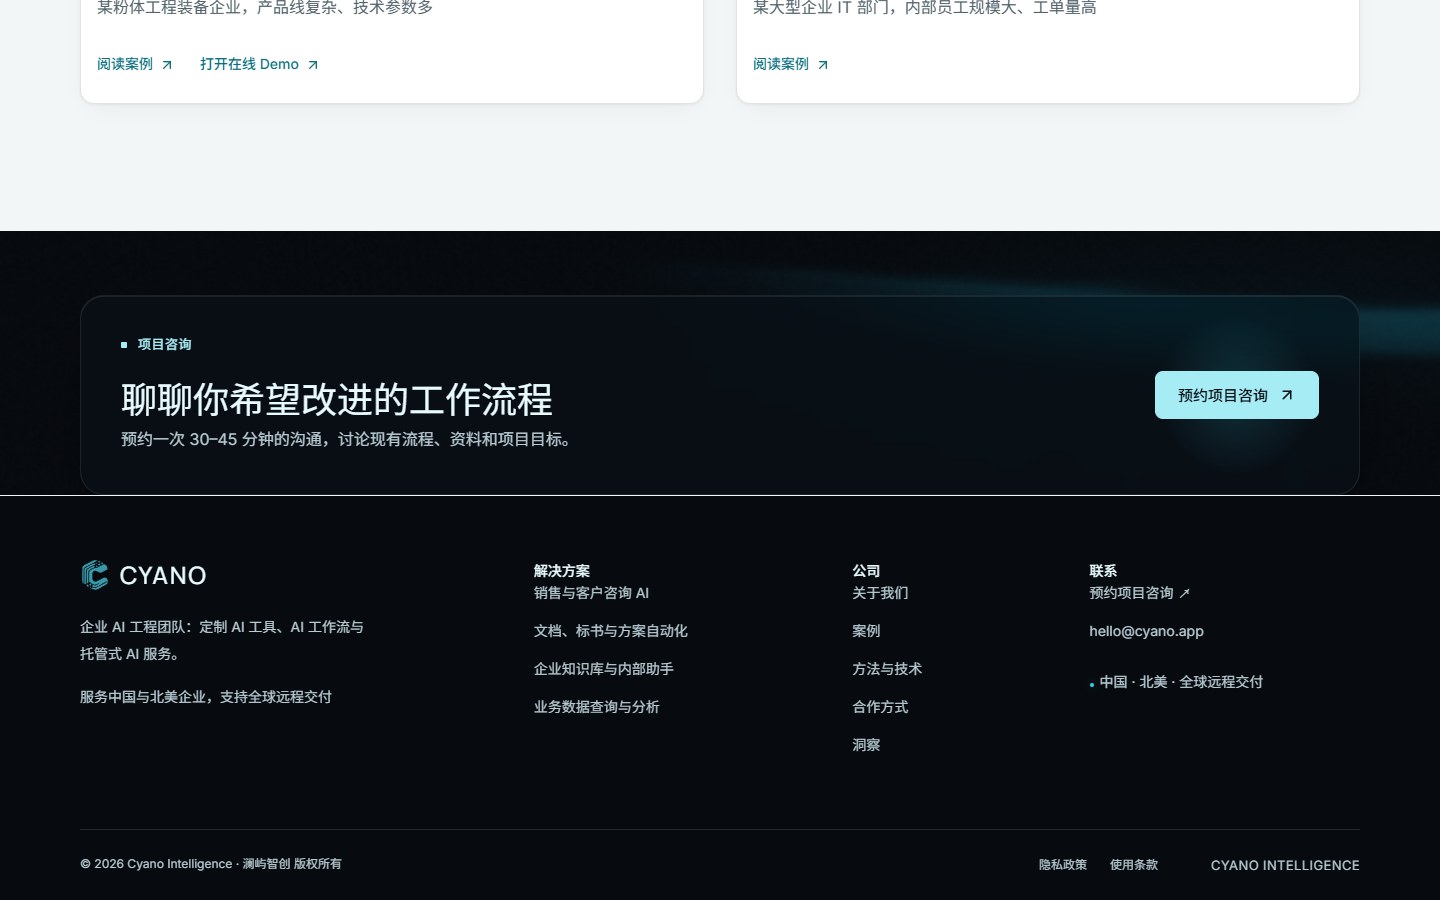 某粉体工程装备企业，产品线复杂、技术参数多
阅读案例 ↗ 打开在线 Demo ↗
某大型企业 IT 部门，内部员工规模大、工单量高
阅读案例 ↗
项目咨询
聊聊你希望改进的工作流程
预约一次 30–45 分钟的沟通，讨论现有流程、资料和项目目标。
预约项目咨询 ↗
CYANO
企业 AI 工程团队：定制 AI 工具、AI 工作流与
托管式 AI 服务。
服务中国与北美企业，支持全球远程交付
解决方案
销售与客户咨询 AI
文档、标书与方案自动化
企业知识库与内部助手
业务数据查询与分析
公司
关于我们
案例
方法与技术
合作方式
洞察
联系
预约项目咨询 ↗
hello@cyano.app
中国 · 北美 · 全球远程交付
© 2026 Cyano Intelligence · 澜屿智创 版权所有
隐私政策 使用条款 CYANO INTELLIGENCE